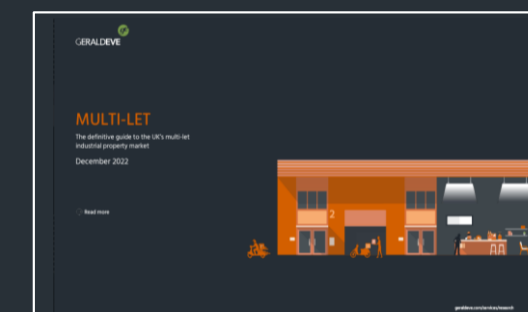 GERALDEVE
MULTI-LET
The definitive guide to the UK's multi-let
industrial property market
December 2022
Read more
2
geraldeve.com/services/research